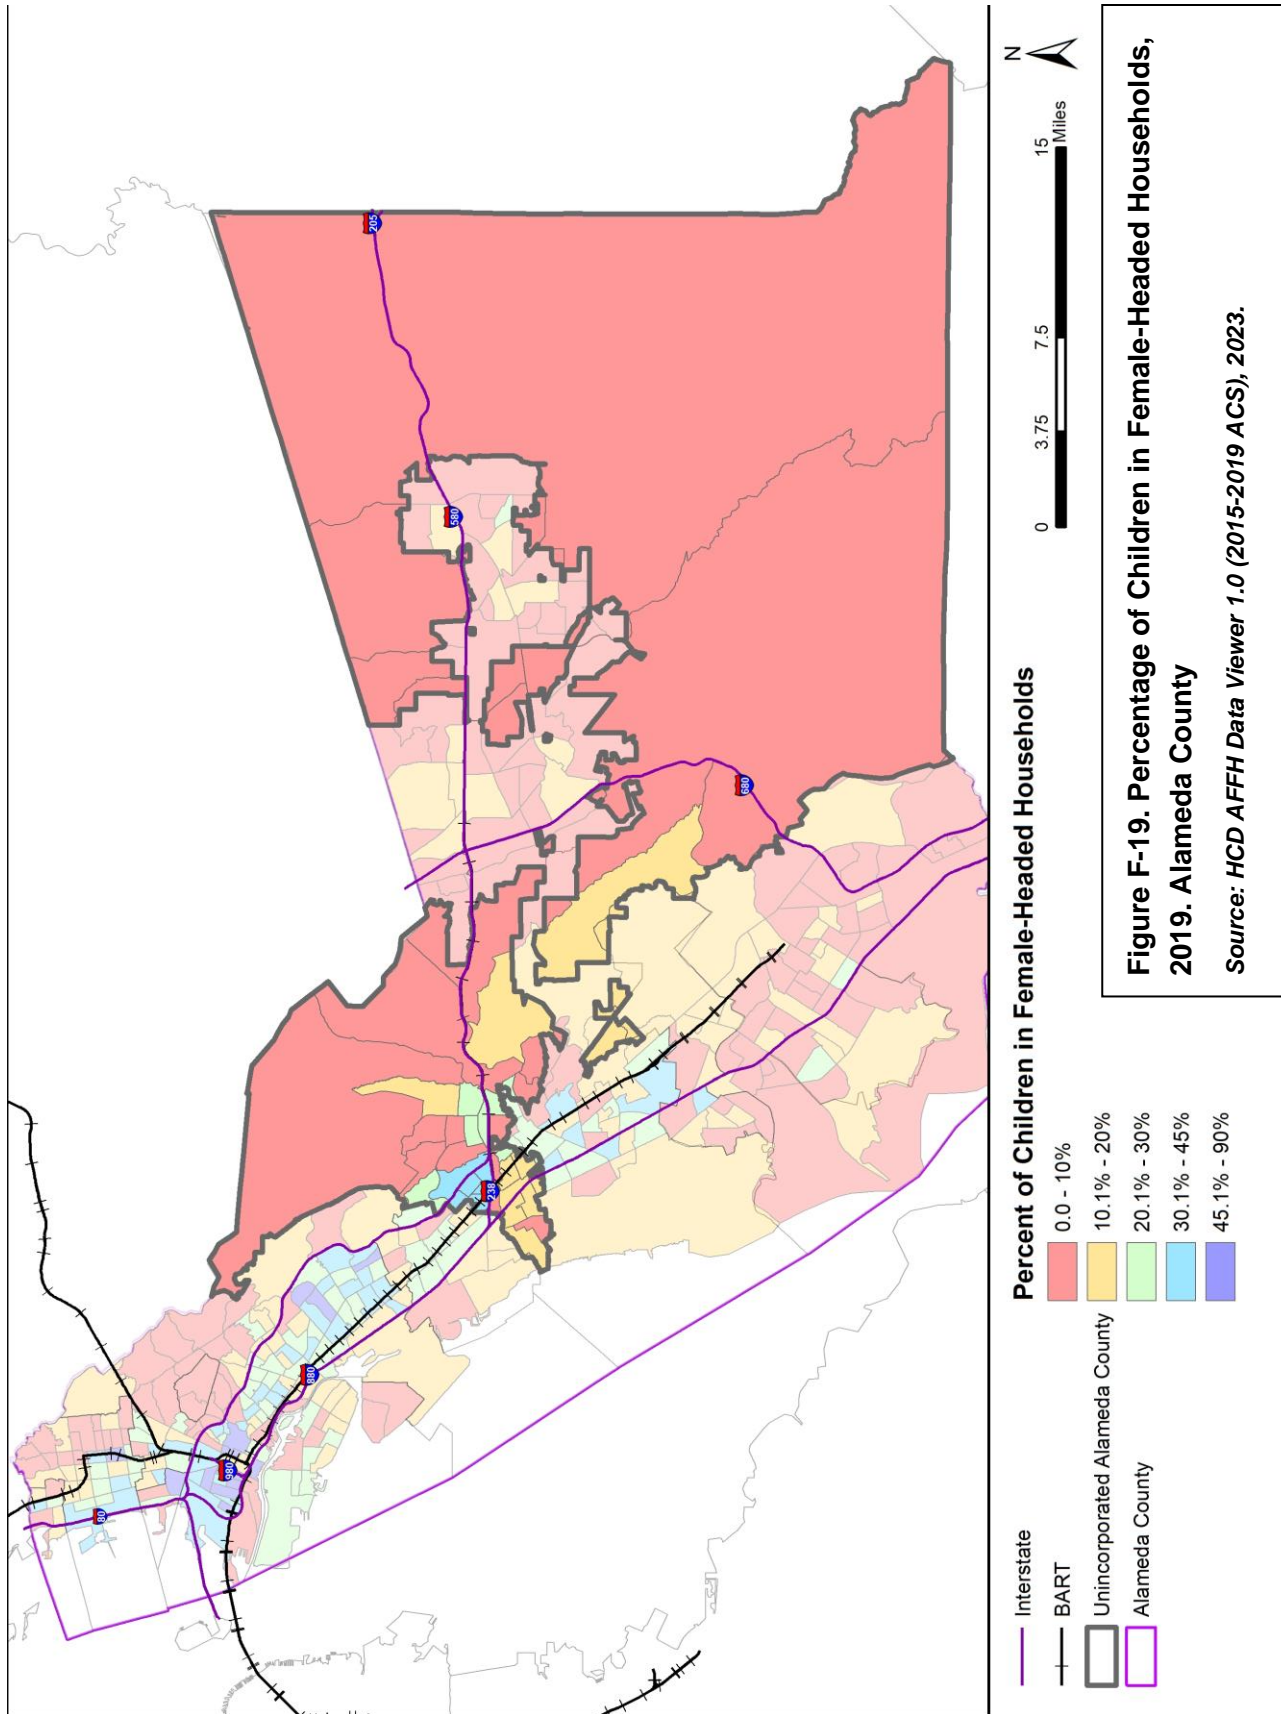 205
580
680
238
880
980
80
N
0 3.75 7.5 15
Miles
Percent of Children in Female-Headed Households
Interstate
BART
Unincorporated Alameda County
Alameda County
0.0 - 10%
10.1% - 20%
20.1% - 30%
30.1% - 45%
45.1% - 90%
Figure F-19. Percentage of Children in Female-Headed Households,
2019. Alameda County
Source: HCD AFFH Data Viewer 1.0 (2015-2019 ACS), 2023.